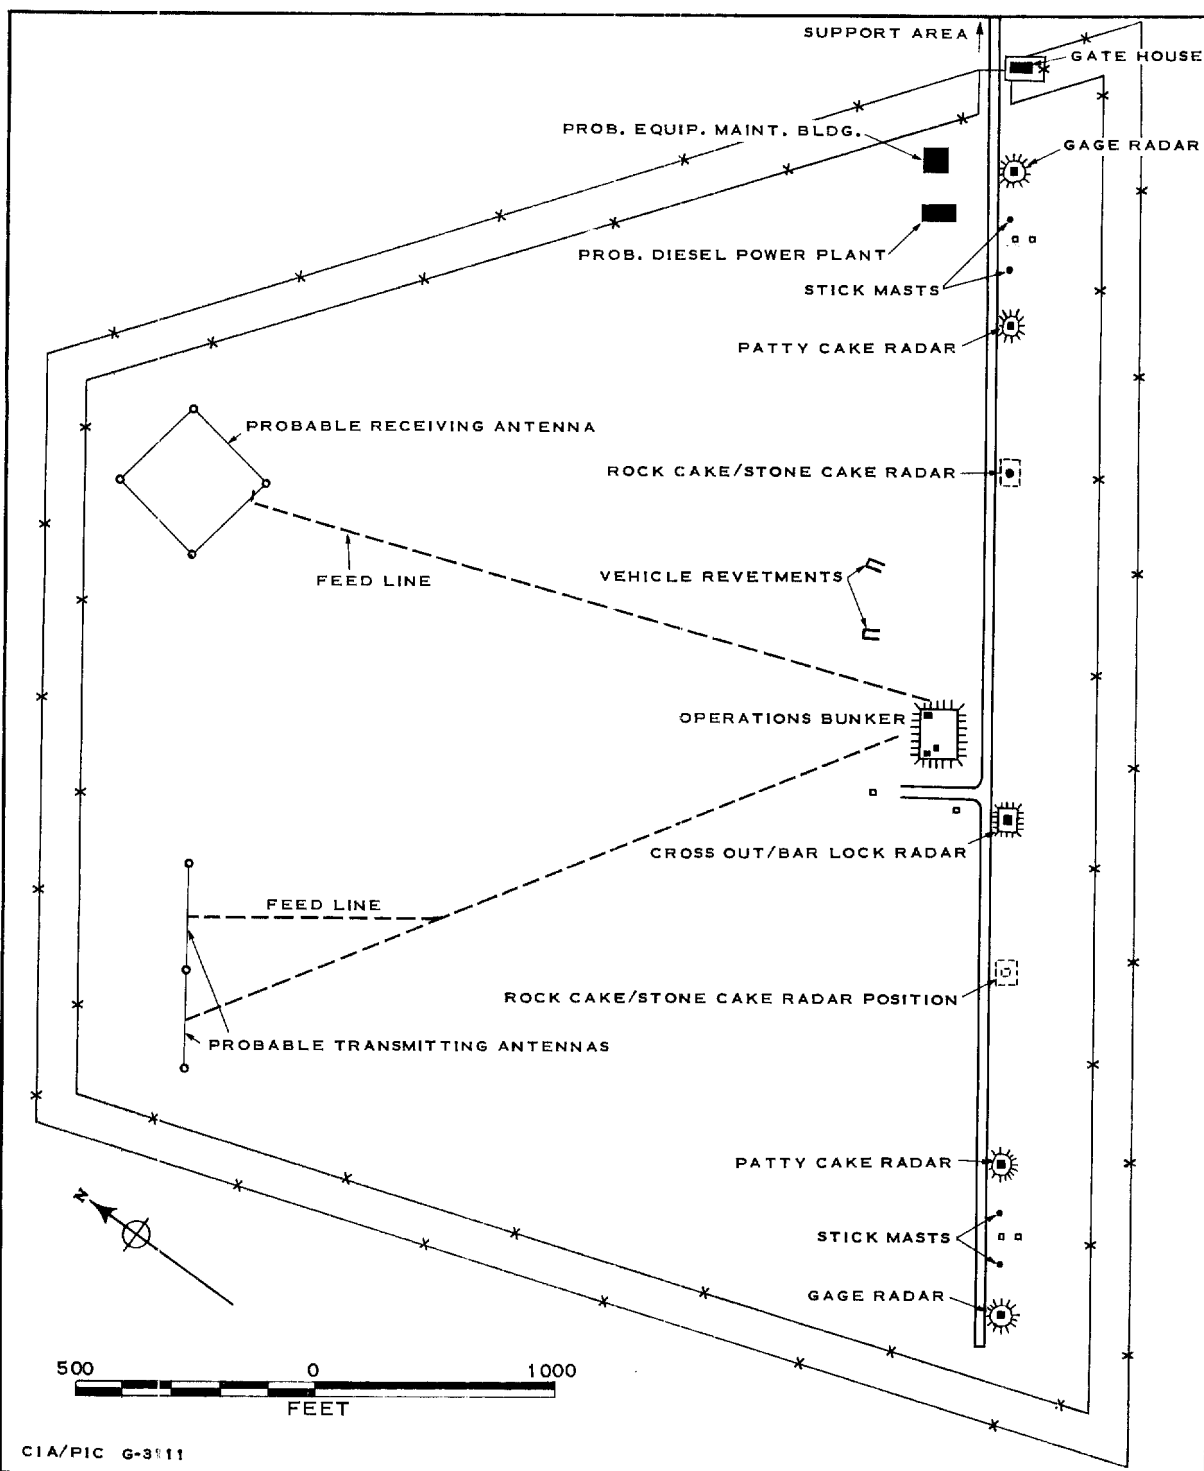 SUPPORT AREA
GATE HOUSE
PROB. EQUIP. MAINT. BLDG.
GAGE RADAR
PROB. DIESEL POWER PLANT
STICK MASTS
PATTY CAKE RADAR
PROBABLE RECEIVING ANTENNA
ROCK CAKE/STONE CAKE RADAR
FEED LINE
VEHICLE REVETMENTS
OPERATIONS BUNKER
CROSS OUT/BAR LOCK RADAR
FEED LINE
ROCK CAKE/STONE CAKE RADAR POSITION
PROBABLE TRANSMITTING ANTENNAS
PATTY CAKE RADAR
N
STICK MASTS
GAGE RADAR
500 0 1000
FEET
CIA/PIC